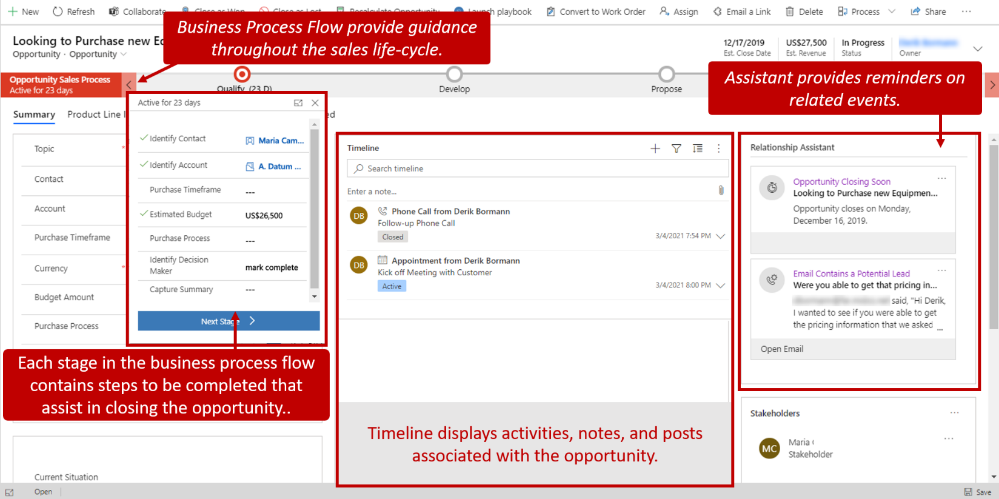 New Refresh Collaborate Close as Won Close as Lost Recalculate Opportunity Launch playbook Convert to Work Order Assign Email a Link Delete Process Share ...
Business Process Flow provide guidance
throughout the sales life-cycle.
Looking to Purchase new
Opportunity · Opportunity
12/17/2019
Est. Close Date
US$27,500
Est. Revenue
In Progress
Status
Owner
Assistant provides reminders on
related events.
Opportunity Sales Process
Active for 23 days
Qualify (23 D)
Develop
Propose
Summary Product Line
Active for 23 days
Identify Contact Maria Cam...
Identify Account A. Datum ...
Purchase Timeframe ---
Estimated Budget US$26,500
Purchase Process ---
Identify Decision
Maker mark complete
Capture Summary ---
Next Stage
Topic *
Contact
Account
Purchase Timeframe
Currency *
Budget Amount
Purchase Process
Each stage in the business process flow
contains steps to be completed that
assist in closing the opportunity..
Current Situation
Timeline
Search timeline
Enter a note...
DB
Phone Call from Derik Bormann
Follow-up Phone Call
Closed
3/4/2021 7:54 PM
DB
Appointment from Derik Bormann
Kick off Meeting with Customer
Active
3/4/2021 8:00 PM
Timeline displays activities, notes, and posts
associated with the opportunity.
Relationship Assistant
Opportunity Closing Soon ...
Looking to Purchase new Equipmen...
Opportunity closes on Monday,
December 16, 2019.
Email Contains a Potential Lead ...
Were you able to get that pricing in...
said, "Hi Derik,
I wanted to see if you were able to get
the pricing information that we asked ...
Open Email
Stakeholders ...
MC
Maria ...
Stakeholder
Open
Save